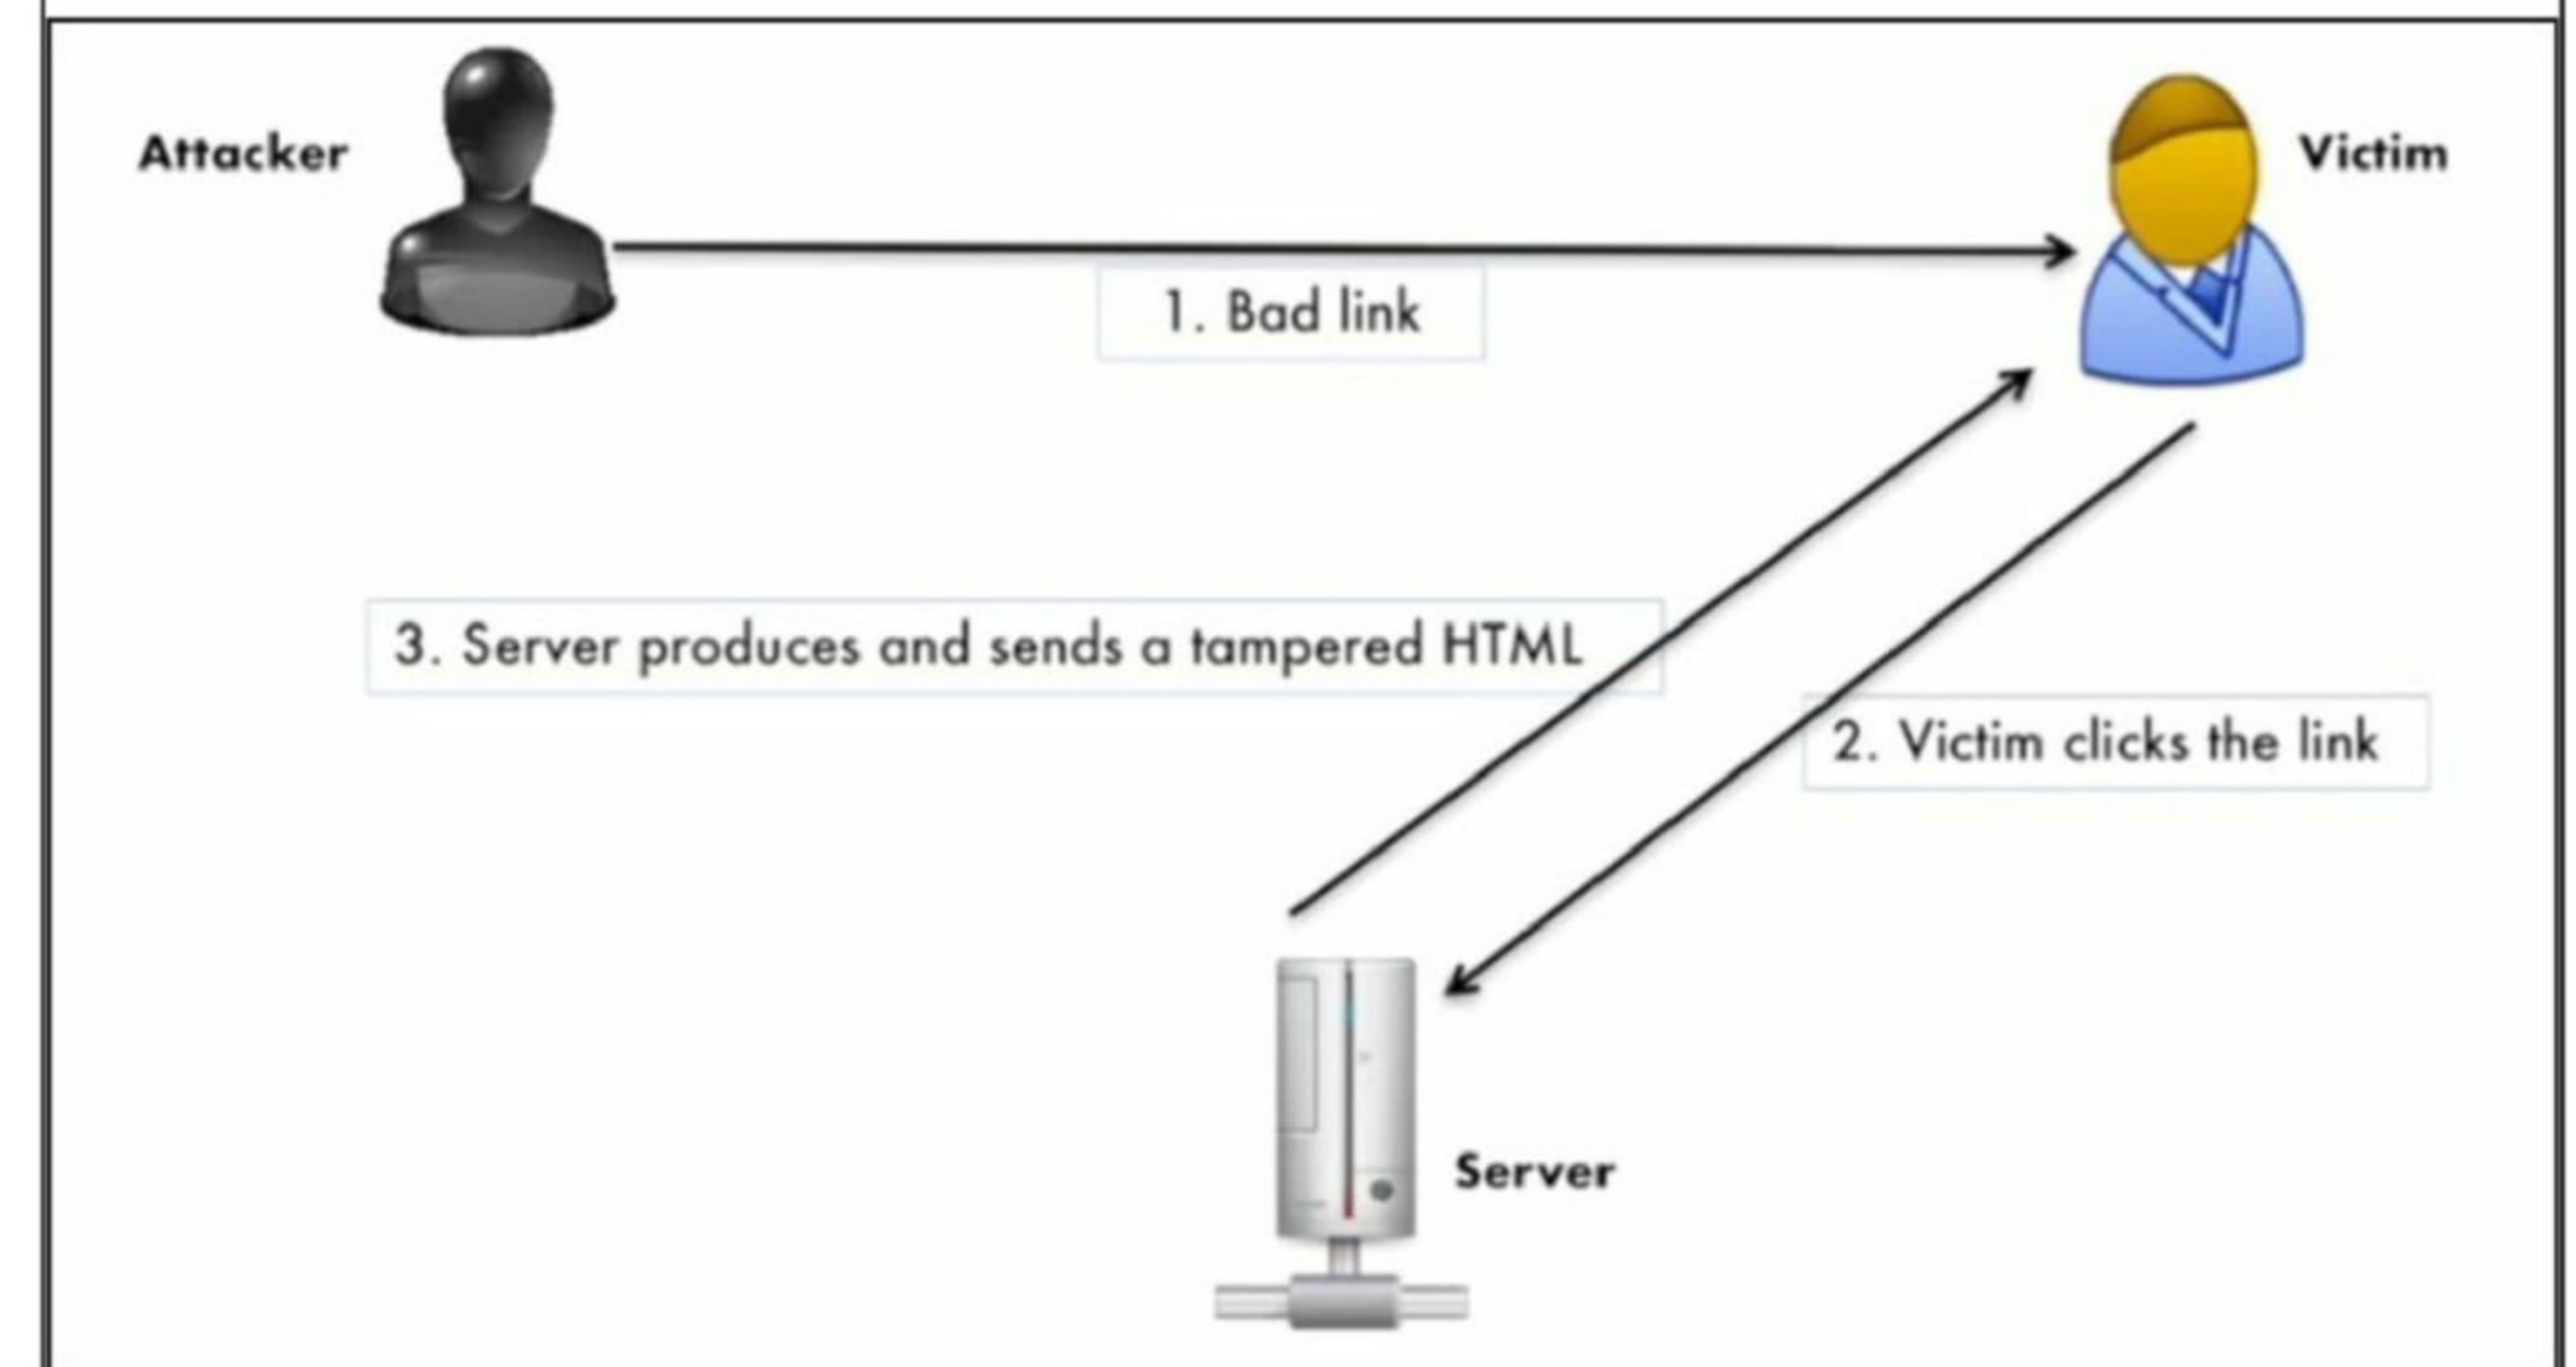 Attacker
Victim
1. Bad link
3. Server produces and sends a tampered HTML
2. Victim clicks the link
Server